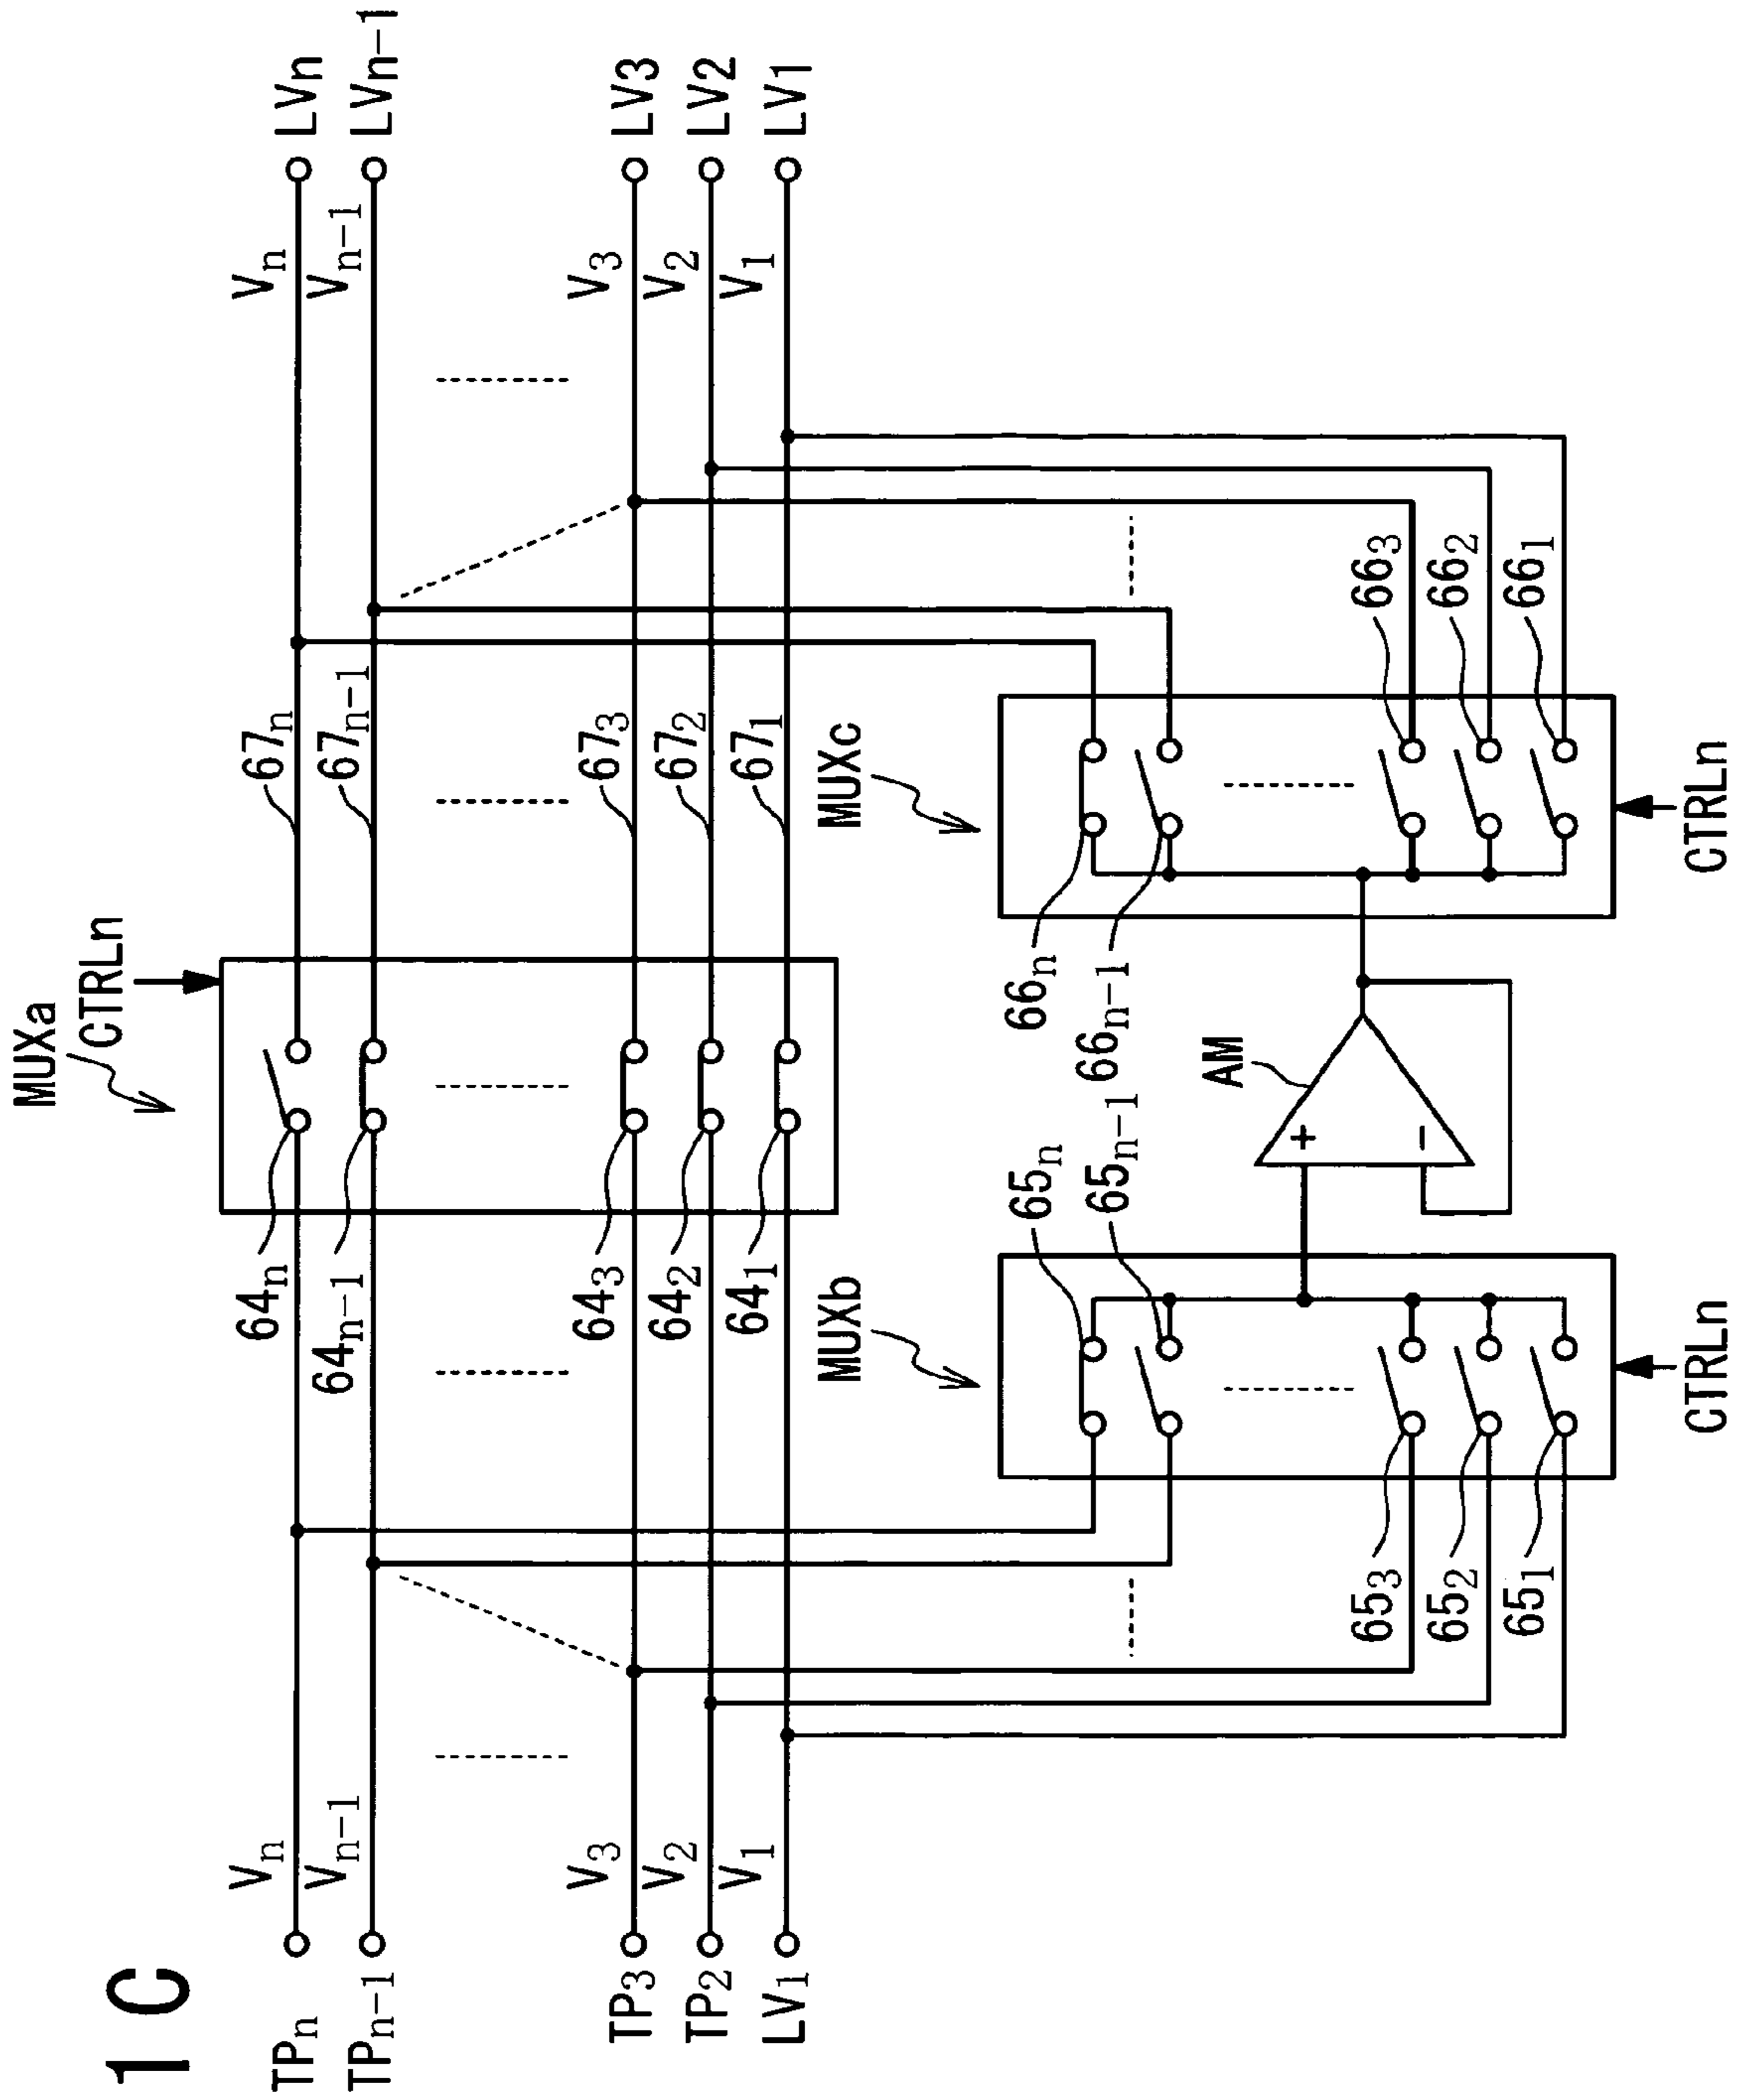 1C
MUXa
CTRLn
TPn Vn 64n 67n Vn LVn
TPn-1 Vn-1 64n-1 67n-1 Vn-1 LVn-1
TP3 V3 643 673 V3 LV3
TP2 V2 642 672 V2 LV2
LV1 V1 641 671 V1 LV1
MUXb MUXc
65n 66n
65n-1 66n-1
AM
+
−
653 663
652 662
651 661
CTRLn CTRLn